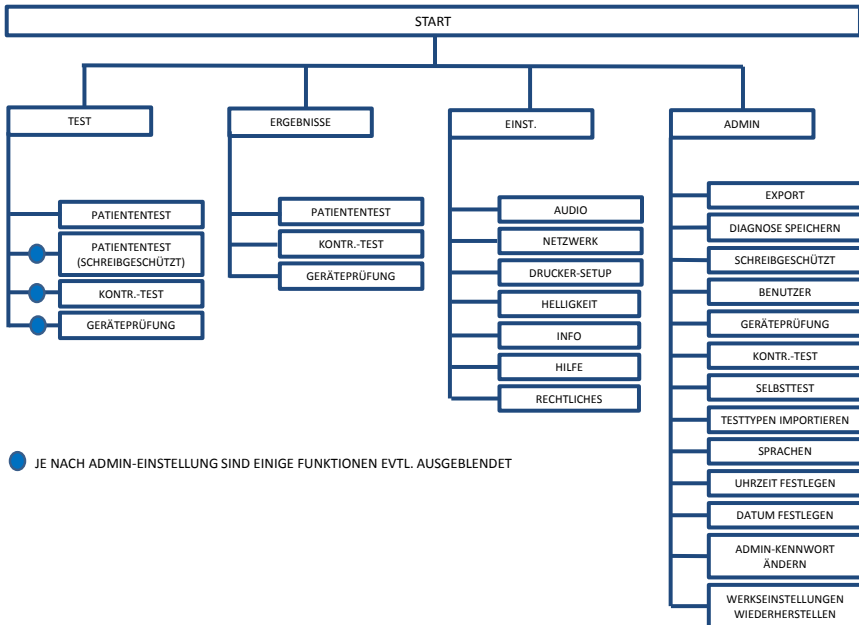 START
TEST
PATIENTENTEST
PATIENTENTEST
(SCHREIBGESCHÜTZT)
KONTR.-TEST
GERÄTEPRÜFUNG
ERGEBNISSE
PATIENTENTEST
KONTR.-TEST
GERÄTEPRÜFUNG
EINST.
AUDIO
NETZWERK
DRUCKER-SETUP
HELLIGKEIT
INFO
HILFE
RECHTLICHES
ADMIN
EXPORT
DIAGNOSE SPEICHERN
SCHREIBGESCHÜTZT
BENUTZER
GERÄTEPRÜFUNG
KONTR.-TEST
SELBSTTEST
TESTTYPEN IMPORTIEREN
SPRACHEN
UHRZEIT FESTLEGEN
DATUM FESTLEGEN
ADMIN-KENNWORT
ÄNDERN
WERKSEINSTELLUNGEN
WIEDERHERSTELLEN
JE NACH ADMIN-EINSTELLUNG SIND EINIGE FUNKTIONEN EVTL. AUSGEBLENDET